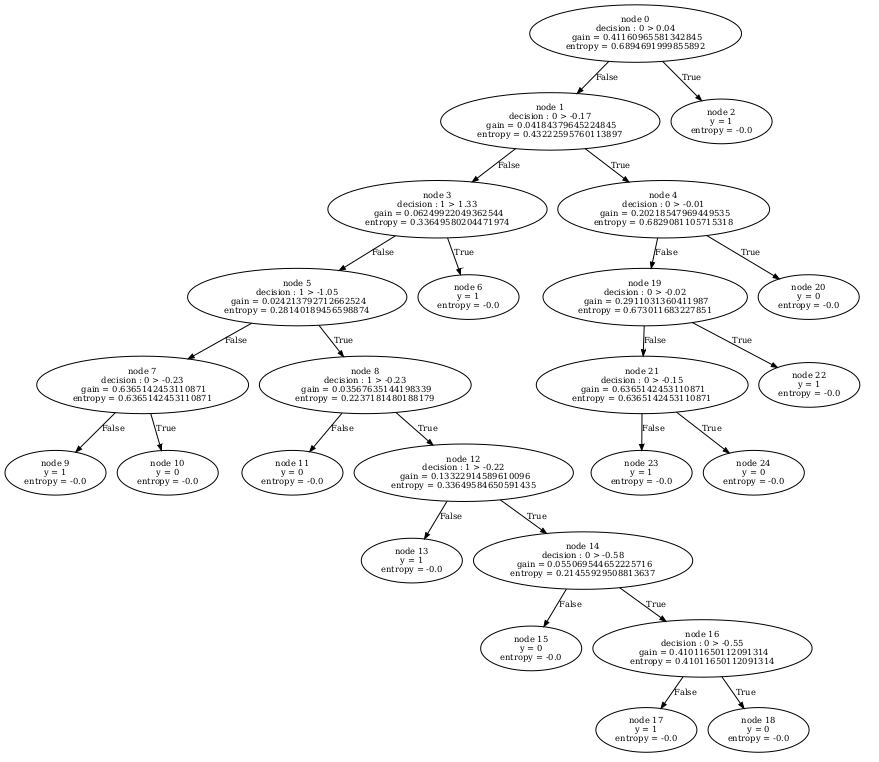 node 0
decision : 0 > 0.04
gain = 0.41160965581342845
entropy = 0.6894691999855892
False
True
node 1
decision : 0 > -0.17
gain = 0.04184379645224845
entropy = 0.43222595760113897
node 2
y = 1
entropy = -0.0
False
True
node 3
decision : 1 > 1.33
gain = 0.06249922049362544
entropy = 0.33649580204471974
node 4
decision : 0 > -0.01
gain = 0.20218547969449535
entropy = 0.6829081105715318
False
True
False
True
node 5
decision : 1 > -1.05
gain = 0.024213792712662524
entropy = 0.28140189456598874
node 6
y = 1
entropy = -0.0
node 19
decision : 0 > -0.02
gain = 0.2911031360411987
entropy = 0.673011683227851
node 20
y = 0
entropy = -0.0
False
True
False
True
node 7
decision : 0 > -0.23
gain = 0.6365142453110871
entropy = 0.6365142453110871
node 8
decision : 1 > -0.23
gain = 0.03567635144198339
entropy = 0.2237181480188179
node 21
decision : 0 > -0.15
gain = 0.6365142453110871
entropy = 0.6365142453110871
node 22
y = 1
entropy = -0.0
False
True
False
True
False
True
node 9
y = 1
entropy = -0.0
node 10
y = 0
entropy = -0.0
node 11
y = 0
entropy = -0.0
node 12
decision : 1 > -0.22
gain = 0.13322914589610096
entropy = 0.33649584650591435
node 23
y = 1
entropy = -0.0
node 24
y = 0
entropy = -0.0
False
True
node 13
y = 1
entropy = -0.0
node 14
decision : 0 > -0.58
gain = 0.055069544652225716
entropy = 0.21455929508813637
False
True
node 15
y = 0
entropy = -0.0
node 16
decision : 0 > -0.55
gain = 0.41011650112091314
entropy = 0.41011650112091314
False
True
node 17
y = 1
entropy = -0.0
node 18
y = 0
entropy = -0.0